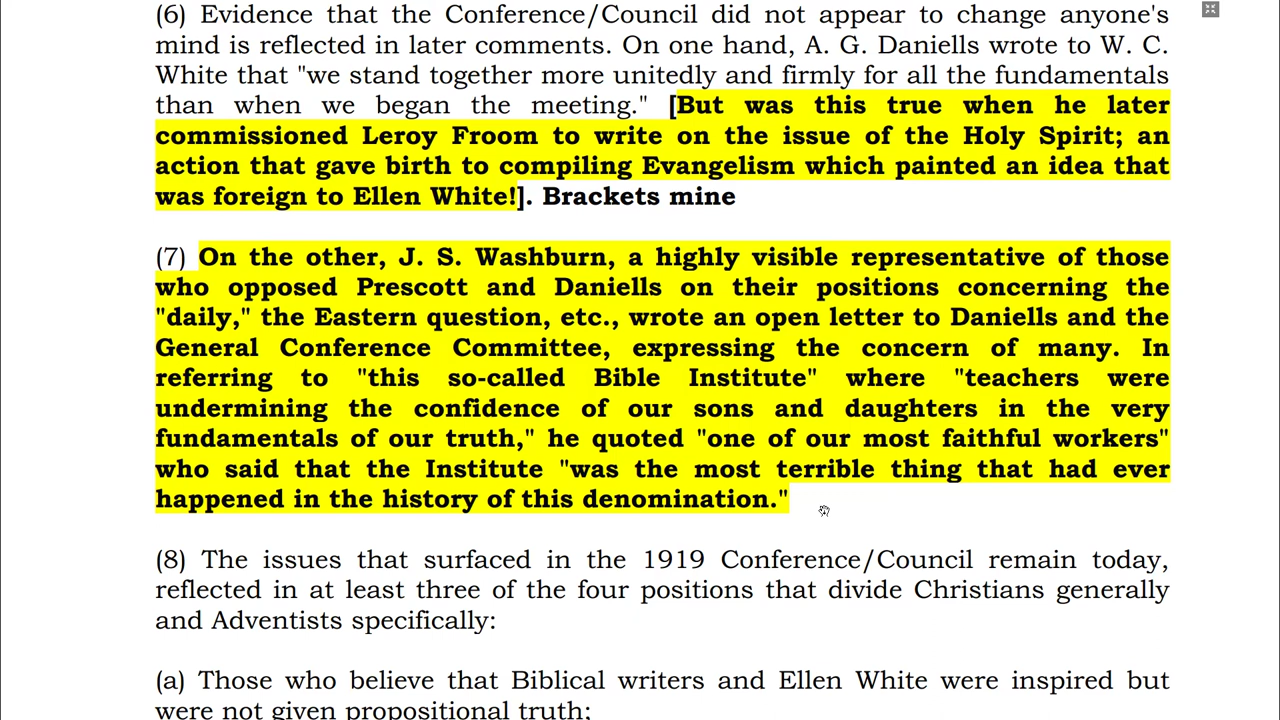 (6) Evidence that the Conference/Council did not appear to change anyone's
mind is reflected in later comments. On one hand, A. G. Daniells wrote to W. C.
White that "we stand together more unitedly and firmly for all the fundamentals
than when we began the meeting." [But was this true when he later
commissioned Leroy Froom to write on the issue of the Holy Spirit; an
action that gave birth to compiling Evangelism which painted an idea that
was foreign to Ellen White!]. Brackets mine
(7) On the other, J. S. Washburn, a highly visible representative of those
who opposed Prescott and Daniells on their positions concerning the
"daily," the Eastern question, etc., wrote an open letter to Daniells and the
General Conference Committee, expressing the concern of many. In
referring to "this so-called Bible Institute" where "teachers were
undermining the confidence of our sons and daughters in the very
fundamentals of our truth," he quoted "one of our most faithful workers"
who said that the Institute "was the most terrible thing that had ever
happened in the history of this denomination."
(8) The issues that surfaced in the 1919 Conference/Council remain today,
reflected in at least three of the four positions that divide Christians generally
and Adventists specifically:
(a) Those who believe that Biblical writers and Ellen White were inspired but
were not given propositional truth;